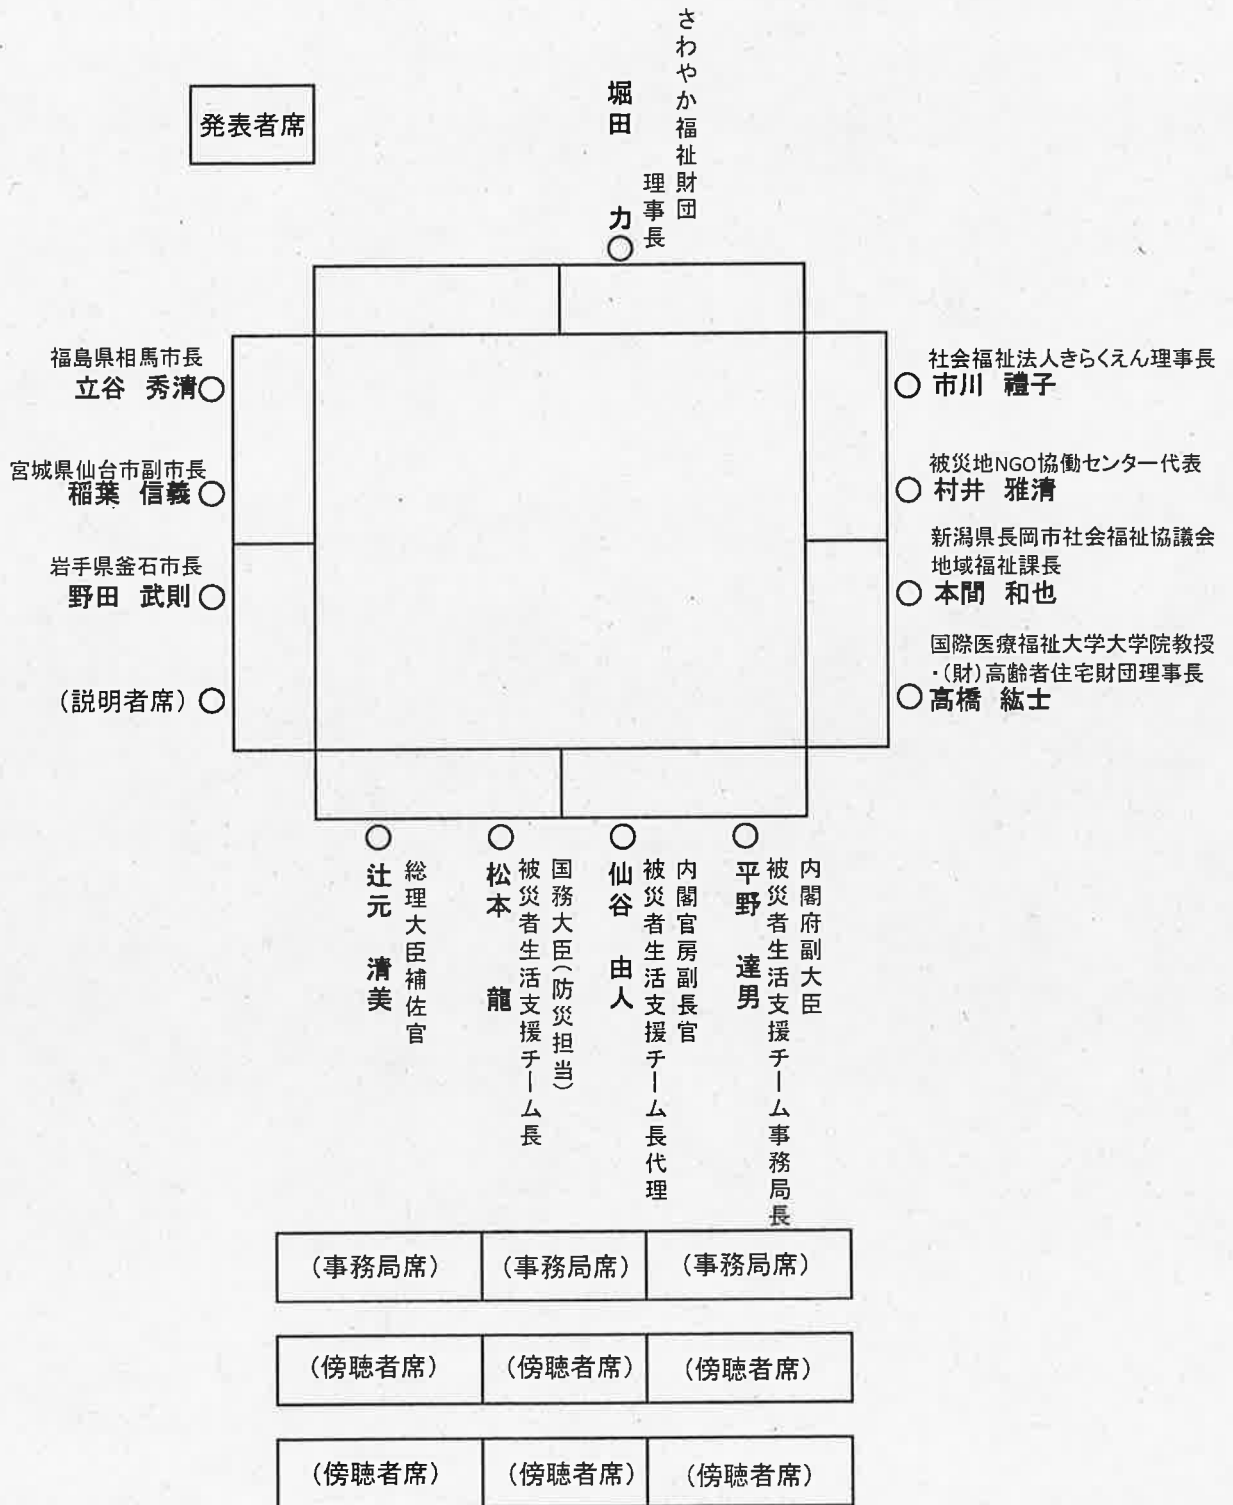 発表者席
さわやか福祉財団
理事長
堀田 力
福島県相馬市長
立谷 秀清
宮城県仙台市副市長
稲葉 信義
岩手県釜石市長
野田 武則
(説明者席)
社会福祉法人きらくえん理事長
市川 禮子
被災地NGO協働センター代表
村井 雅清
新潟県長岡市社会福祉協議会
地域福祉課長
本間 和也
国際医療福祉大学大学院教授
・(財)高齢者住宅財団理事長
高橋 紘士
内閣府副大臣
被災者生活支援チーム事務局長
平野 達男
内閣官房副長官
被災者生活支援チーム長代理
仙谷 由人
国務大臣(防災担当)
被災者生活支援チーム長
松本 龍
総理大臣補佐官
辻元 清美
(事務局席) (事務局席) (事務局席)
(傍聴者席) (傍聴者席) (傍聴者席)
(傍聴者席) (傍聴者席) (傍聴者席)